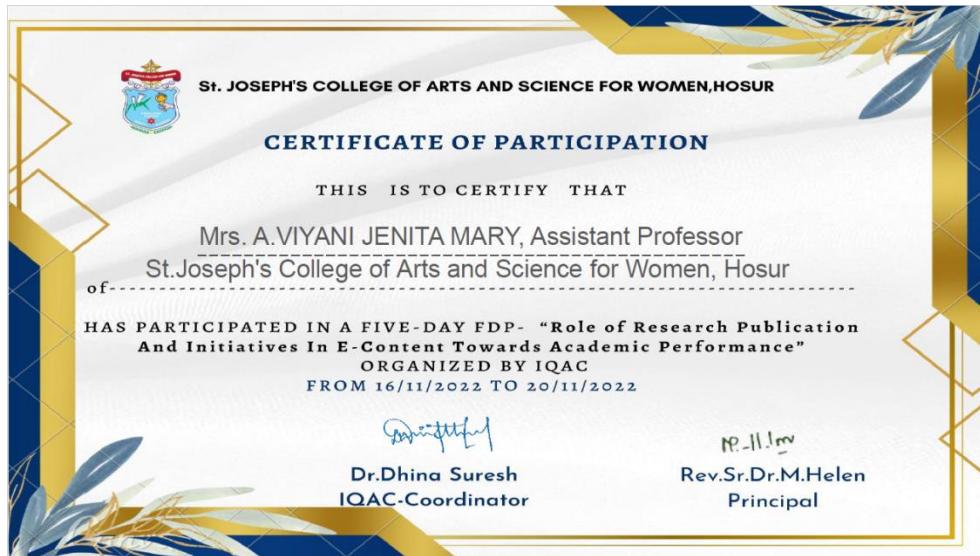 St. JOSEPH'S COLLEGE OF ARTS AND SCIENCE FOR WOMEN,HOSUR
CERTIFICATE OF PARTICIPATION
THIS IS TO CERTIFY THAT
Mrs. A.VIYANI JENITA MARY, Assistant Professor
St.Joseph's College of Arts and Science for Women, Hosur
of
HAS PARTICIPATED IN A FIVE-DAY FDP- “Role of Research Publication
And Initiatives In E-Content Towards Academic Performance”
ORGANIZED BY IQAC
FROM 16/11/2022 TO 20/11/2022
Dr.Dhina Suresh
IQAC-Coordinator
Rev.Sr.Dr.M.Helen
Principal